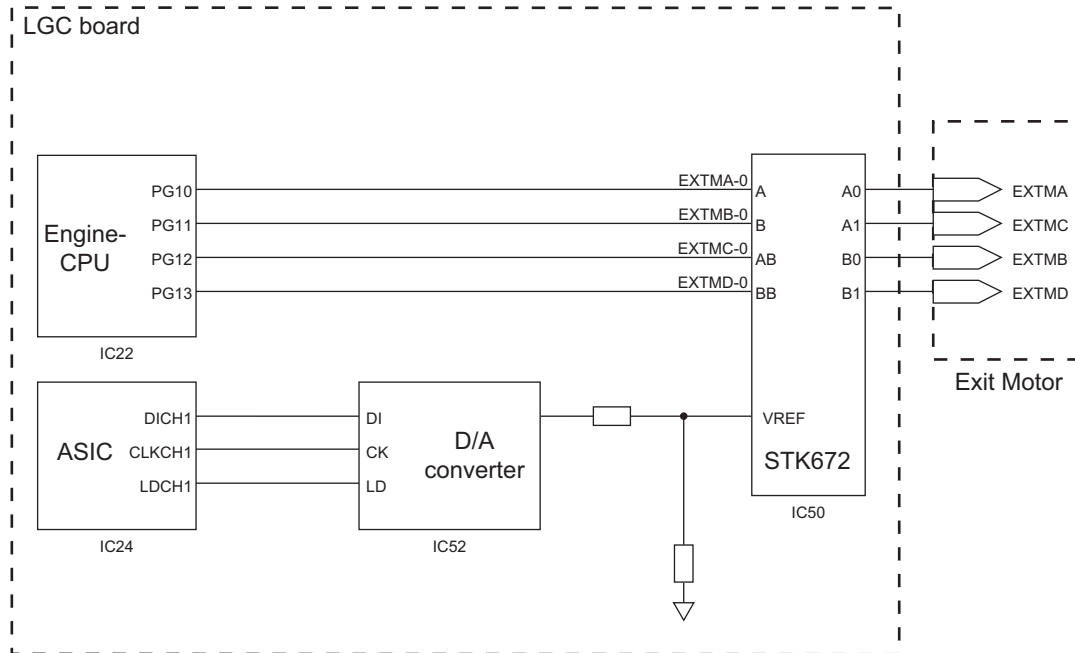 LGC board
Engine-
CPU
PG10
PG11
PG12
PG13
IC22
EXTMA-0
EXTMB-0
EXTMC-0
EXTMD-0
A
B
AB
BB
A0
A1
B0
B1
VREF
STK672
IC50
EXTMA
EXTMC
EXTMB
EXTMD
Exit Motor
ASIC
DICH1
CLKCH1
LDCH1
IC24
DI
CK
LD
D/A
converter
IC52